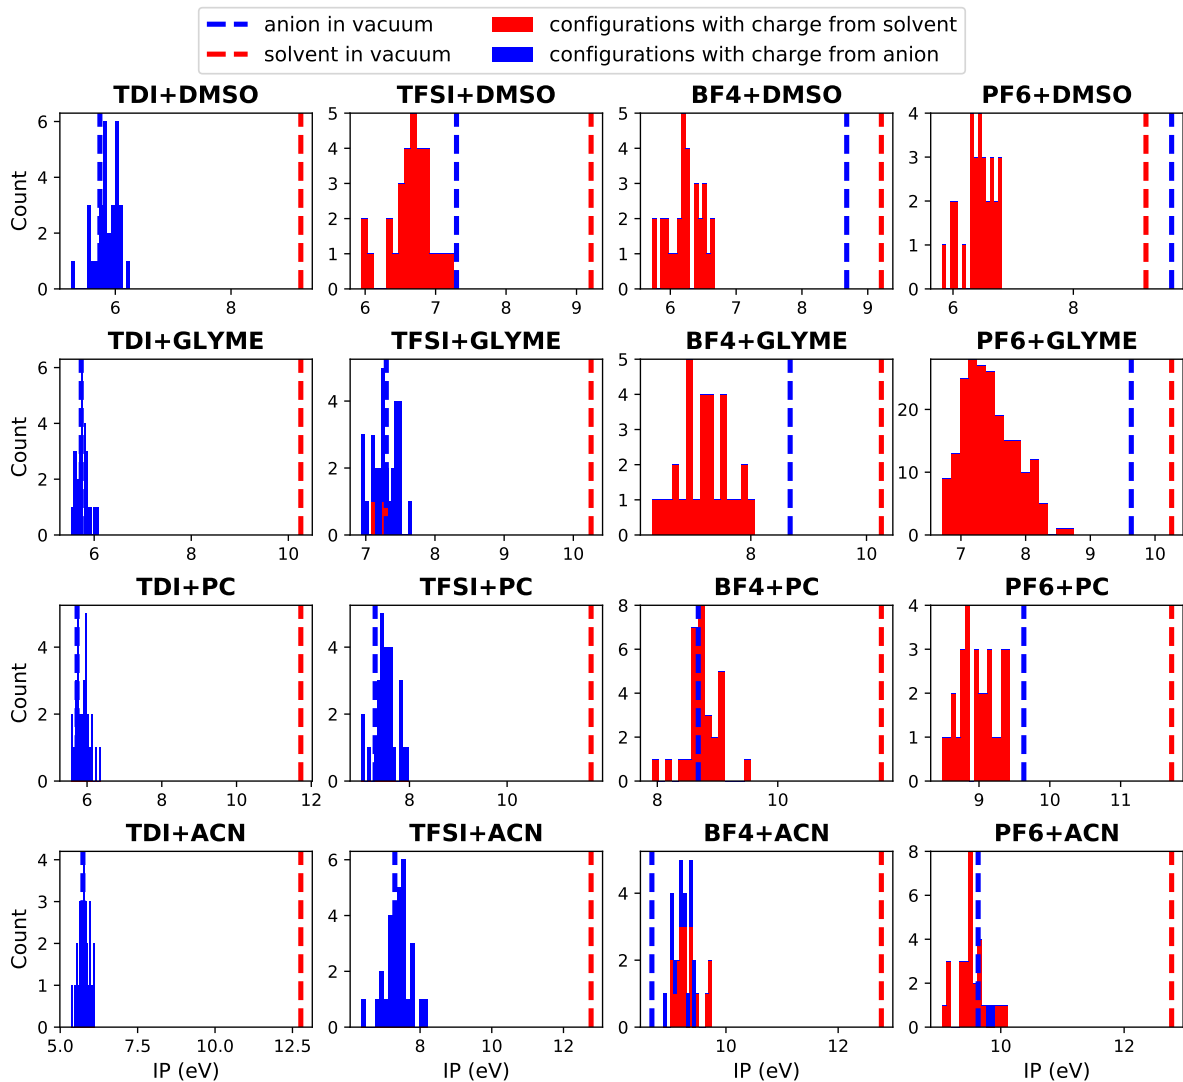 anion in vacuum
solvent in vacuum
configurations with charge from solvent
configurations with charge from anion
TDI+DMSO
TFSI+DMSO
BF4+DMSO
PF6+DMSO
Count
0 2 4 6
6 8
0 1 2 3 4 5
6 7 8 9
0 1 2 3 4 5
6 7 8 9
0 1 2 3 4
6 8
TDI+GLYME
TFSI+GLYME
BF4+GLYME
PF6+GLYME
Count
0 2 4 6
6 8 10
0 2 4
7 8 9 10
0 1 2 3 4 5
8 10
0 10 20
7 8 9 10
TDI+PC
TFSI+PC
BF4+PC
PF6+PC
Count
0 2 4
6 8 10 12
0 2 4
8 10
0 2 4 6 8
8 10
0 1 2 3 4
9 10 11
TDI+ACN
TFSI+ACN
BF4+ACN
PF6+ACN
Count
0 1 2 3 4
5.0 7.5 10.0 12.5
0 2 4 6
8 10 12
0 2 4
10 12
0 2 4 6 8
10 12
IP (eV)
IP (eV)
IP (eV)
IP (eV)